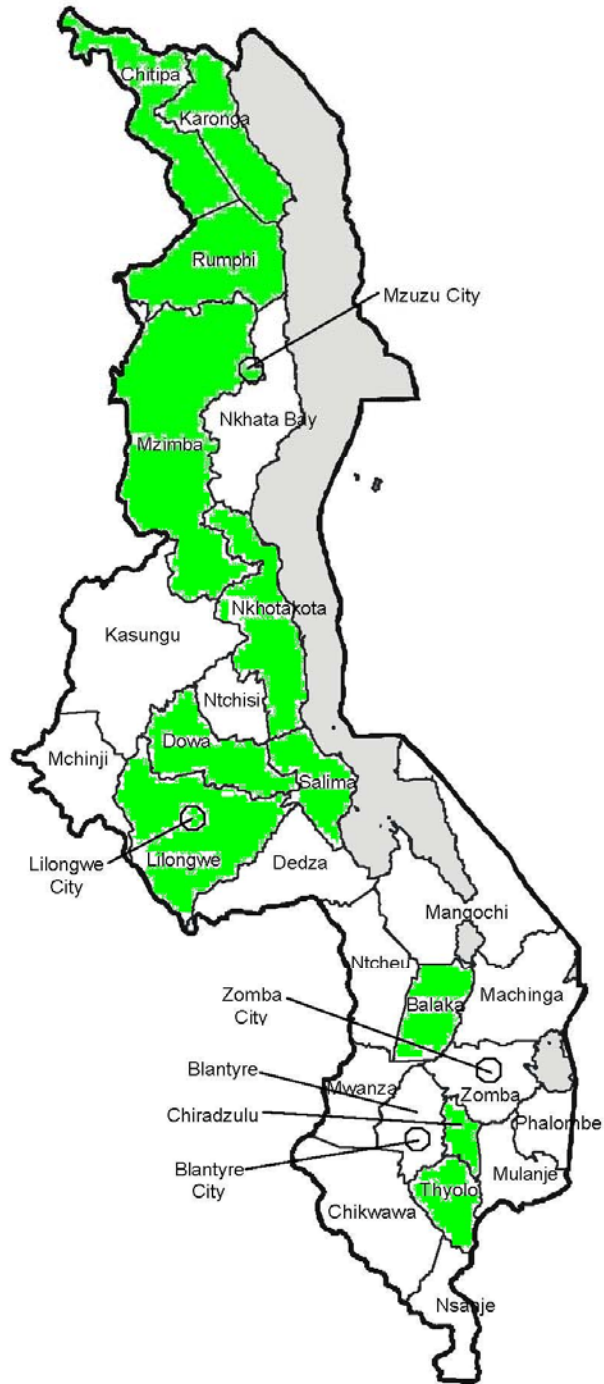 Chitipa
Karonga
Rumphi
Mzuzu City
Nkhata Bay
Mzimba
Nkhotakota
Kasungu
Ntchisi
Dowa
Mchinji
Salima
Lilongwe
City
Lilongwe
Dedza
Mangochi
Ntcheu
Zomba
City
Balaka
Machinga
Blantyre
Mwanza
Zomba
Chiradzulu
Phalombe
Blantyre
City
Thyolo
Mulanje
Chikwawa
Nsanje